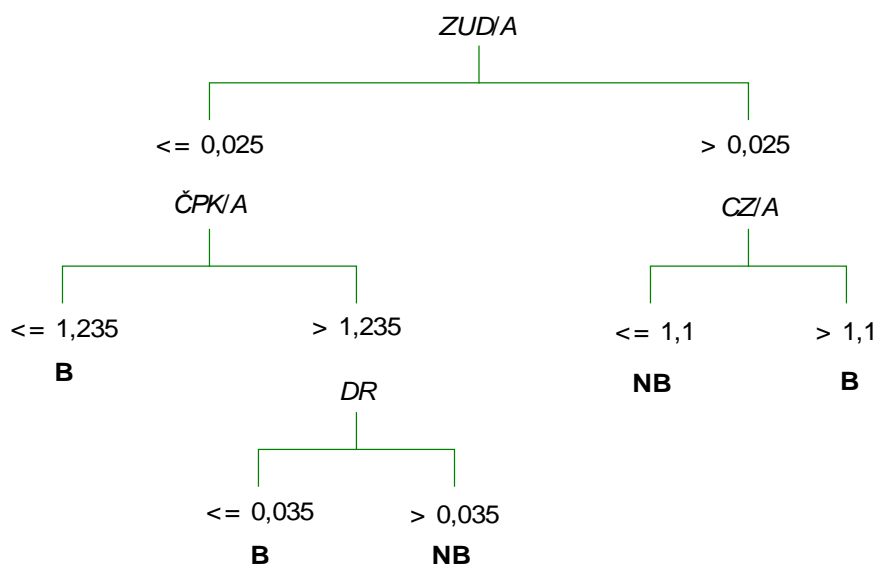 ZUD/A
<= 0,025 > 0,025
ČPK/A CZ/A
<= 1,235 > 1,235 <= 1,1 > 1,1
B NB B
DR
<= 0,035 > 0,035
B NB